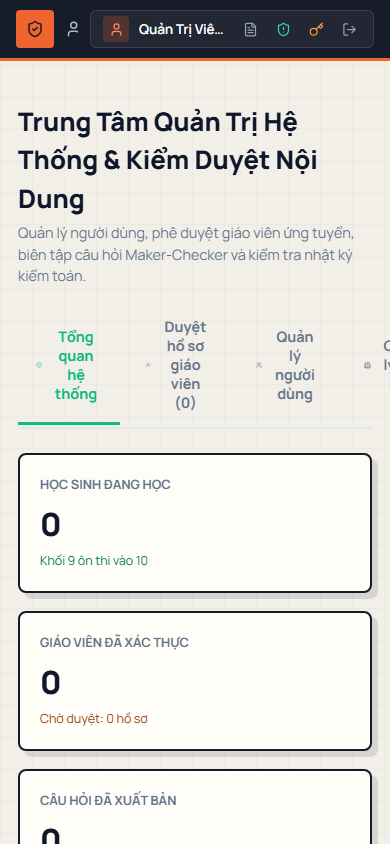 Quản Trị Viê...
Trung Tâm Quản Trị Hệ
Thống & Kiểm Duyệt Nội
Dung
Quản lý người dùng, phê duyệt giáo viên ứng tuyển,
biên tập câu hỏi Maker-Checker và kiểm tra nhật ký
kiểm toán.
Tổng
quan
hệ
thống
Duyệt
hồ sơ
giáo
viên
(0)
Quản
lý
người
dùng
HỌC SINH ĐANG HỌC
0
Khối 9 ôn thi vào 10
GIÁO VIÊN ĐÃ XÁC THỰC
0
Chờ duyệt: 0 hồ sơ
CÂU HỎI ĐÃ XUẤT BẢN
0